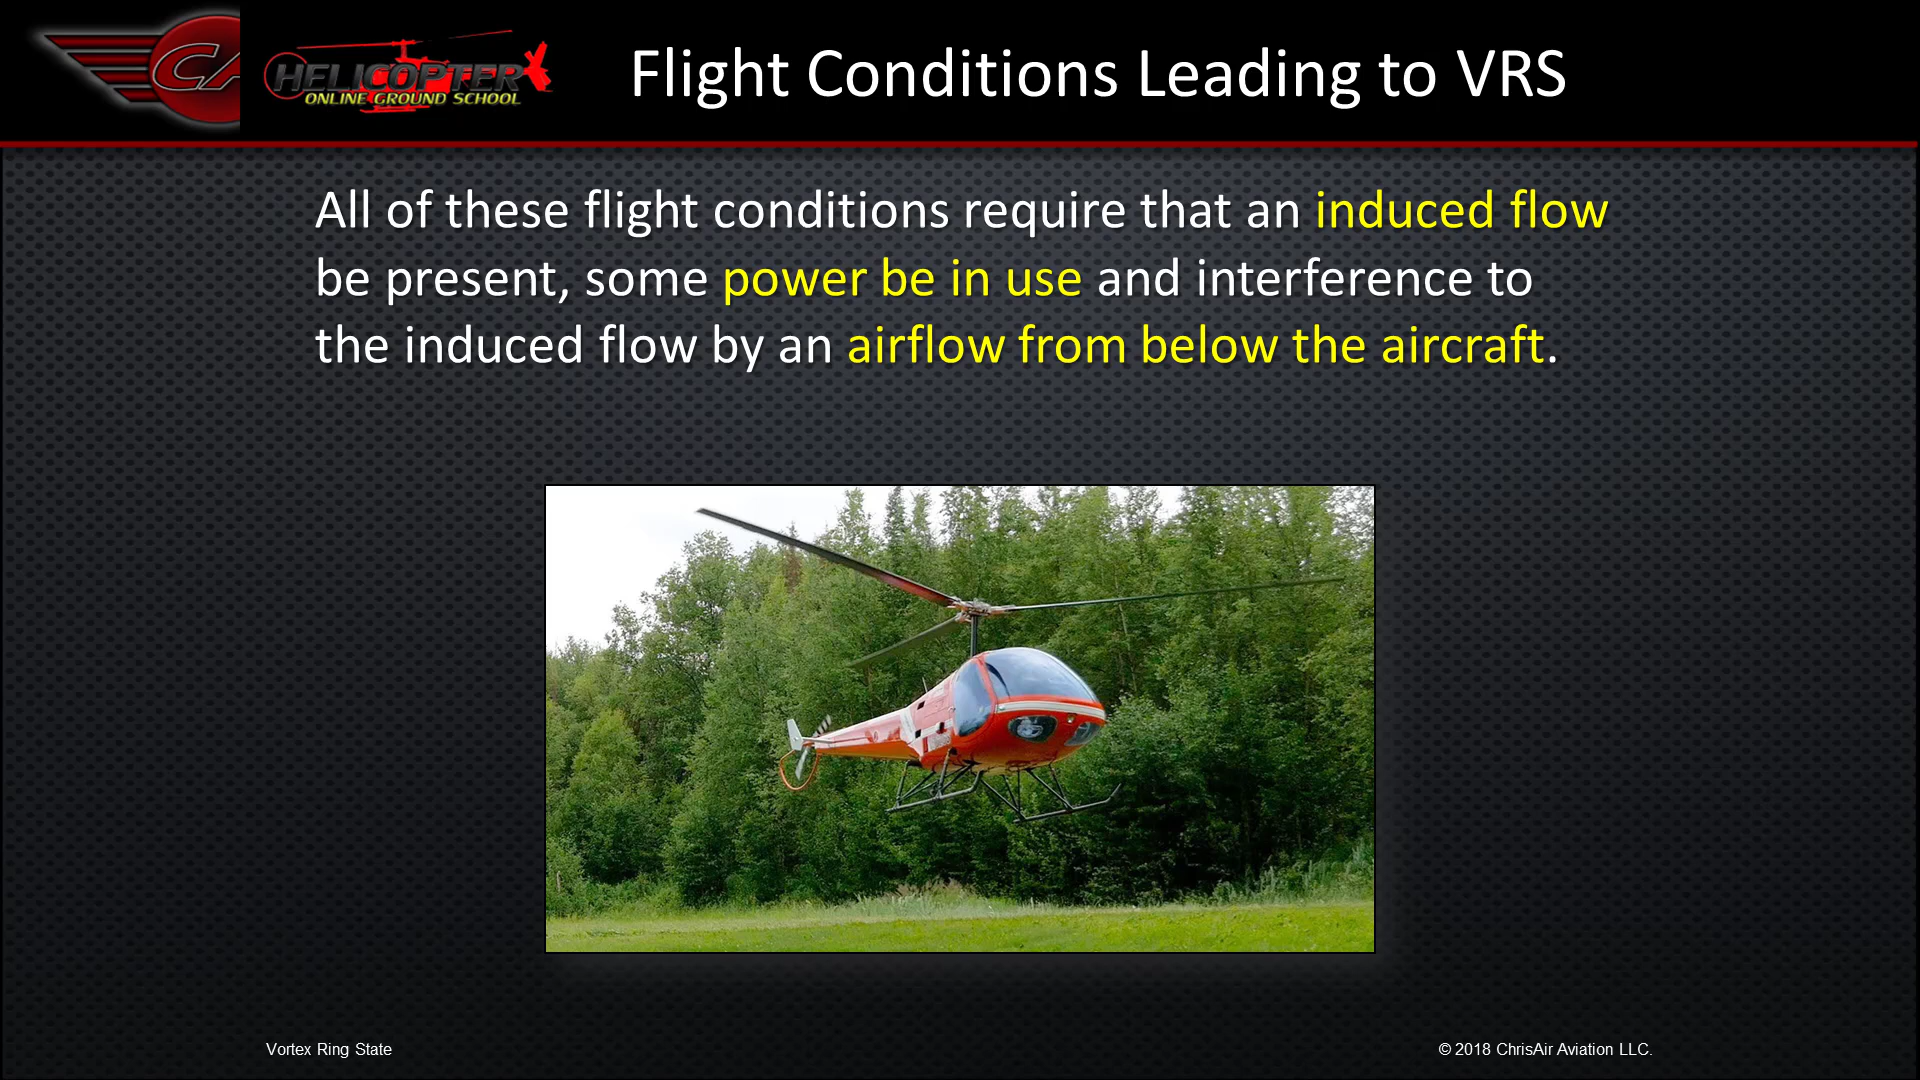 CA
HELICOPTER
ONLINE GROUND SCHOOL
Flight Conditions Leading to VRS
All of these flight conditions require that an induced flow
be present, some power be in use and interference to
the induced flow by an airflow from below the aircraft.
Vortex Ring State
© 2018 ChrisAir Aviation LLC.